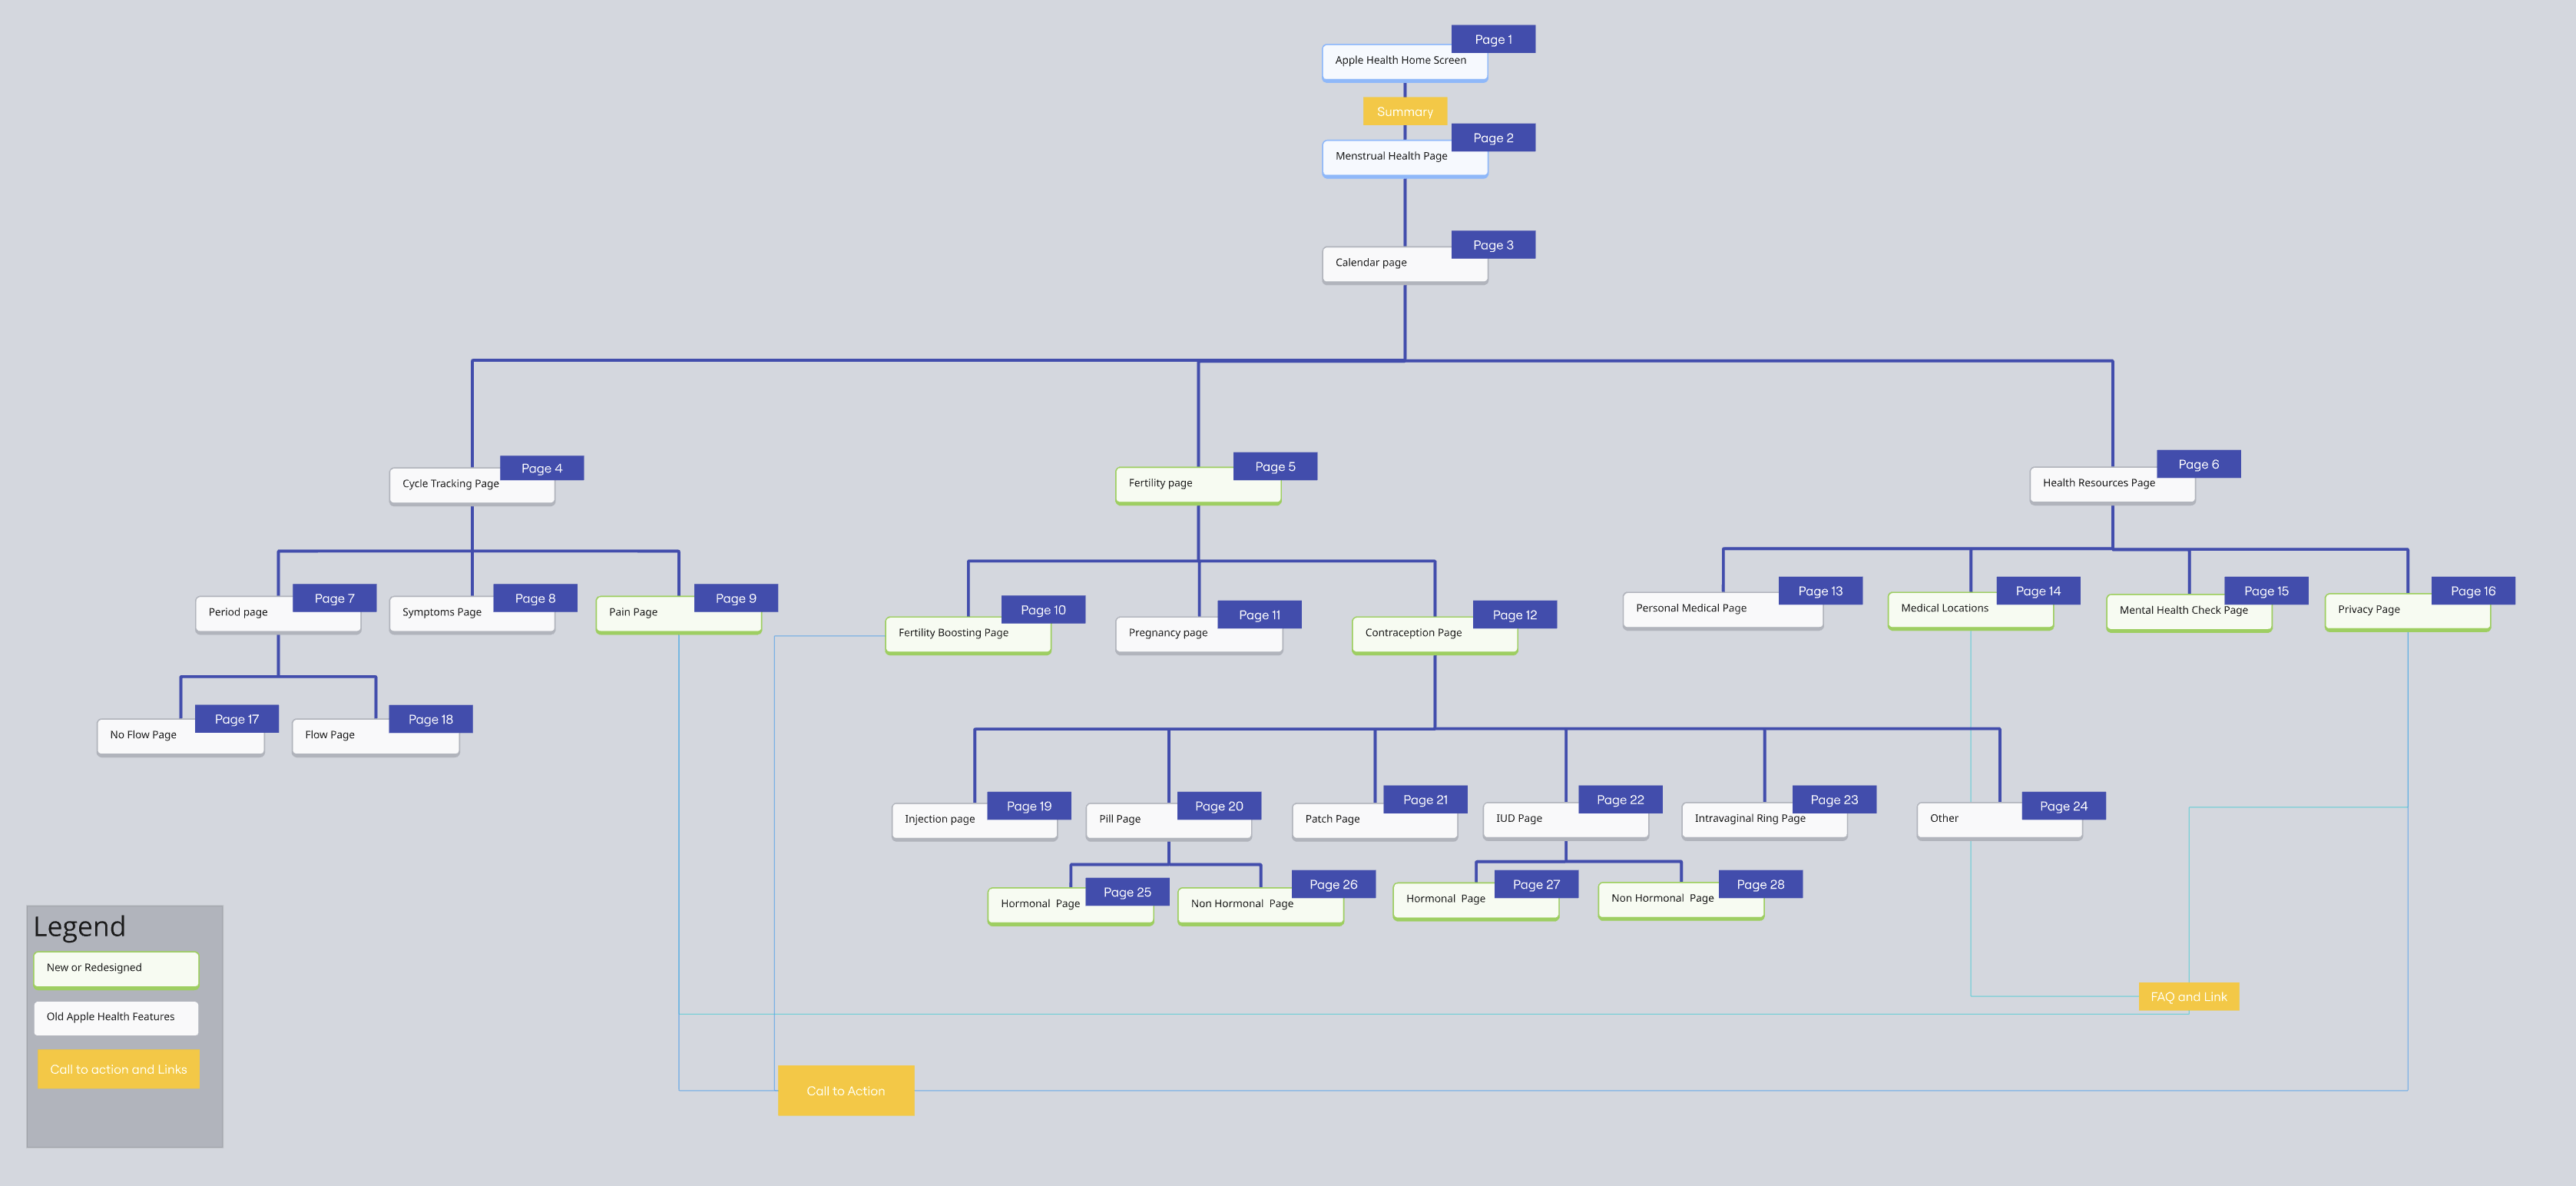 Page 1
Apple Health Home Screen
Summary
Page 2
Menstrual Health Page
Page 3
Calendar page
Page 4
Cycle Tracking Page
Page 5
Fertility page
Page 6
Health Resources Page
Page 7
Period page
Page 8
Symptoms Page
Page 9
Pain Page
Page 10
Fertility Boosting Page
Page 11
Pregnancy page
Page 12
Contraception Page
Page 13
Personal Medical Page
Page 14
Medical Locations
Page 15
Mental Health Check Page
Page 16
Privacy Page
Page 17
No Flow Page
Page 18
Flow Page
Page 19
Injection page
Page 20
Pill Page
Page 21
Patch Page
Page 22
IUD Page
Page 23
Intravaginal Ring Page
Page 24
Other
Page 25
Hormonal  Page
Page 26
Non Hormonal  Page
Page 27
Hormonal  Page
Page 28
Non Hormonal  Page
Legend
New or Redesigned
Old Apple Health Features
Call to action and Links
FAQ and Link
Call to Action